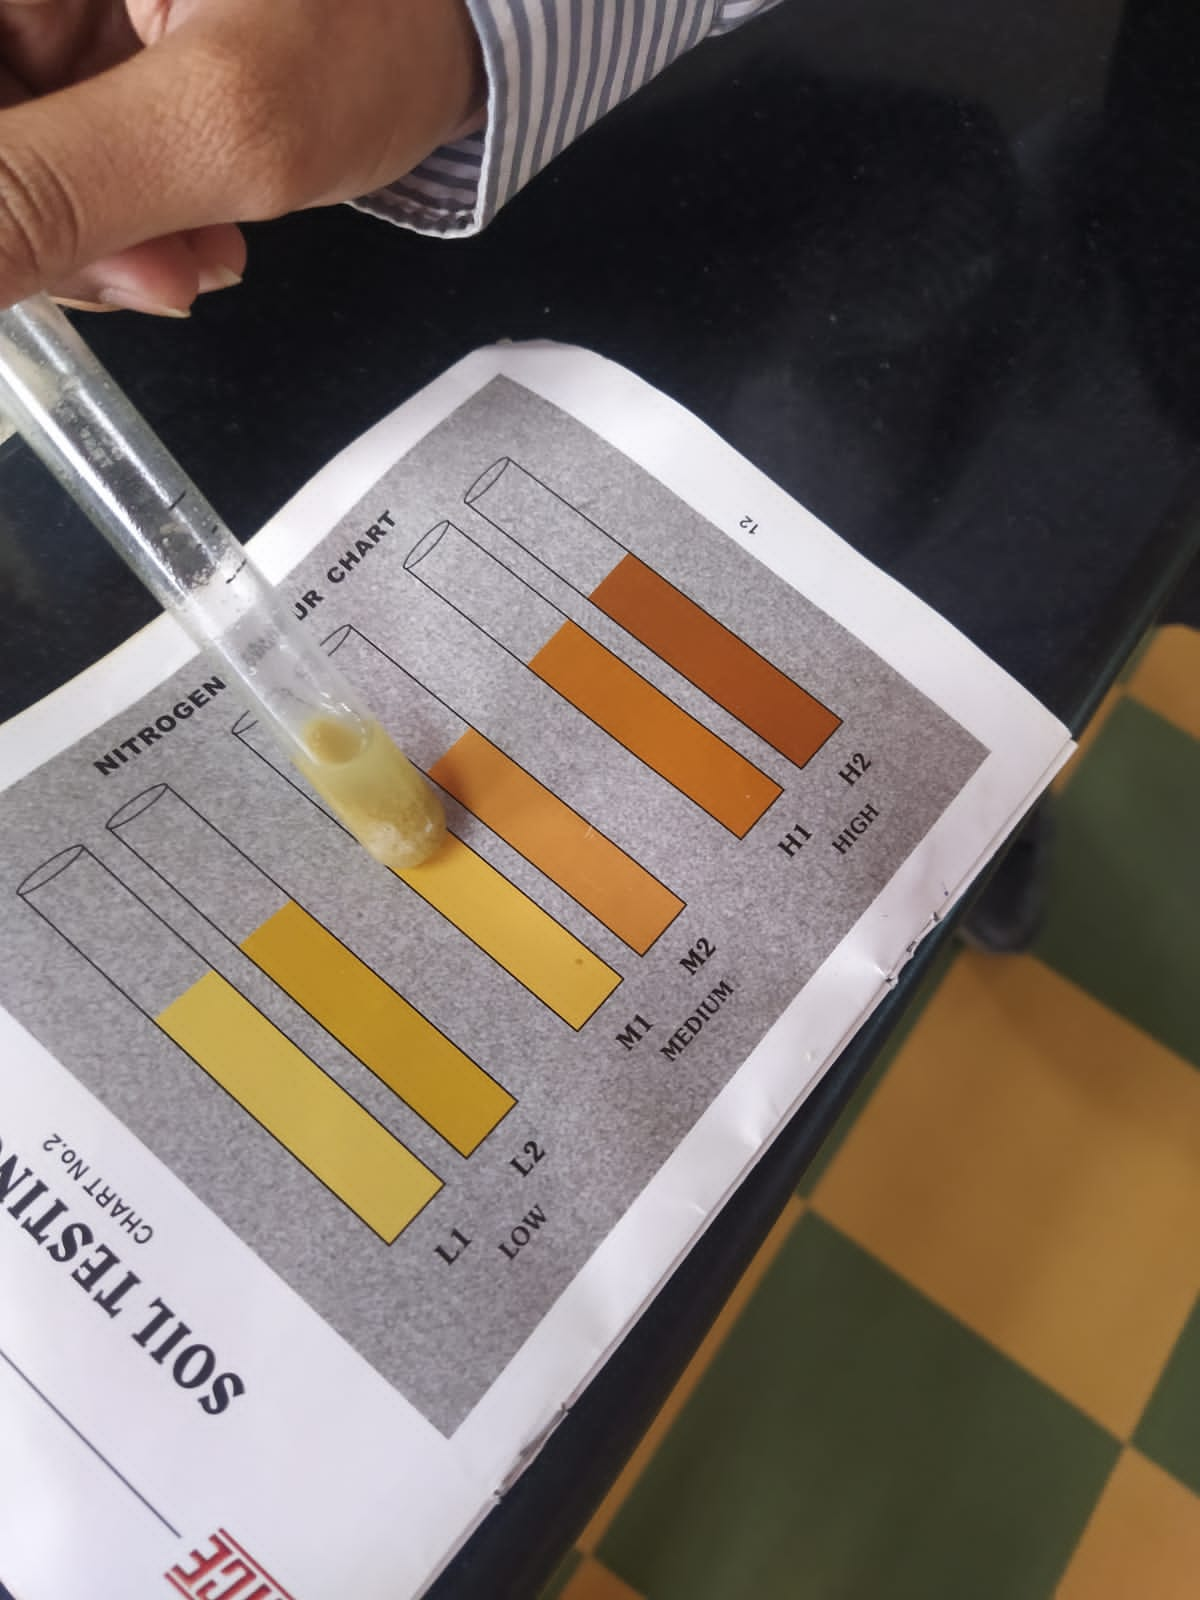 SOIL TESTIN
CHART No.2
NITROGEN
UR CHART
L1
L2
LOW
M1
M2
MEDIUM
H1
H2
HIGH
12